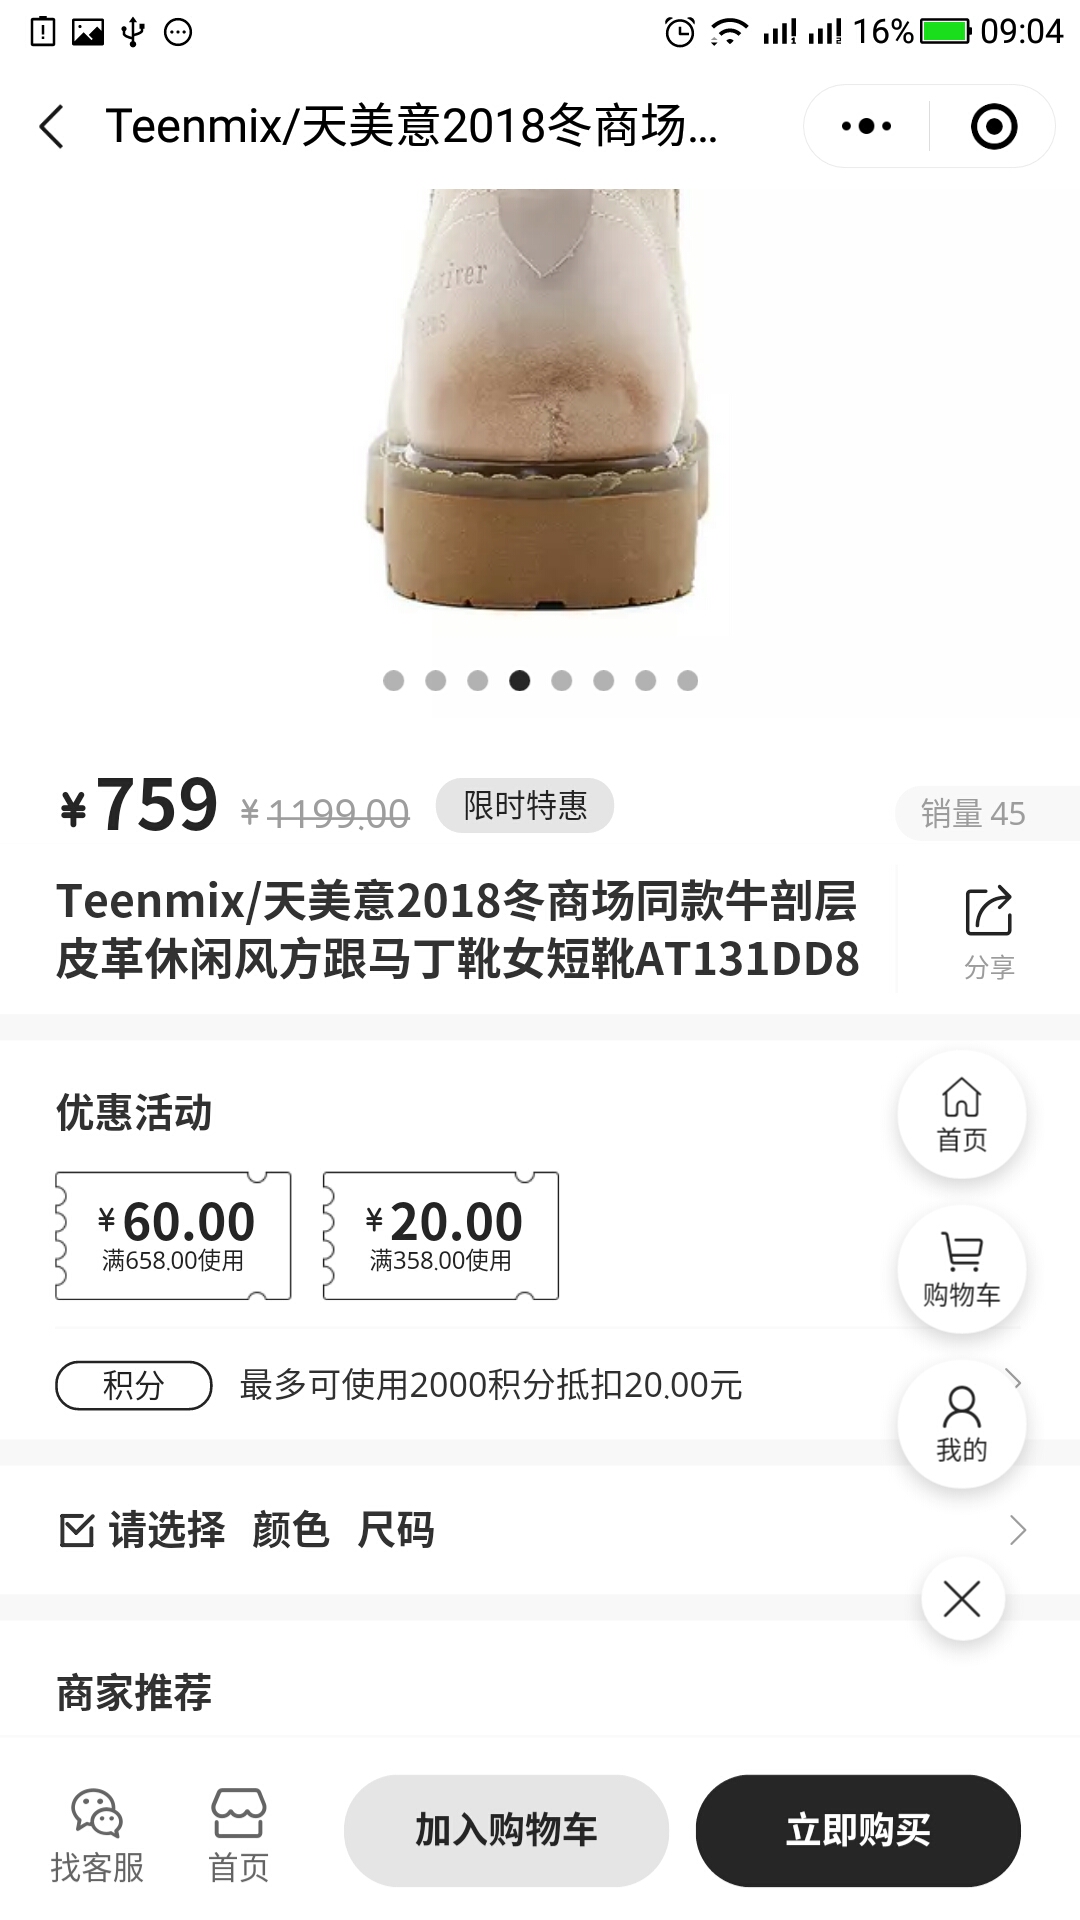 16% 09:04
Teenmix/天美意2018冬商场...
¥759 ¥1199.00 限时特惠 销量 45
Teenmix/天美意2018冬商场同款牛剖层
皮革休闲风方跟马丁靴女短靴AT131DD8
分享
优惠活动
首页
¥60.00 ¥20.00
满658.00使用 满358.00使用
购物车
积分 最多可使用2000积分抵扣20.00元
我的
请选择 颜色 尺码
商家推荐
找客服 首页 加入购物车 立即购买